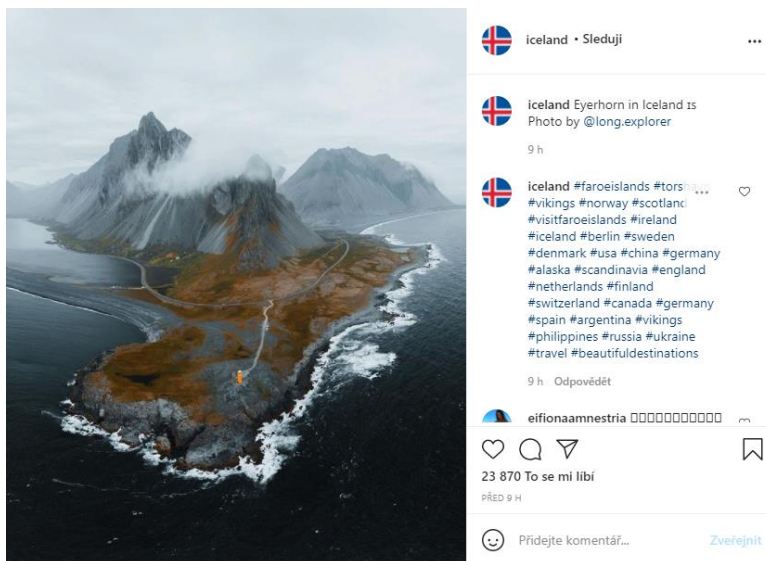 iceland • Sleduji
iceland Eyerhorn in Iceland ɪs
Photo by @long.explorer
9 h
iceland #faroeislands
#vikings #norway #scotland
#visitfaroeislands #ireland
#iceland #berlin #sweden
#denmark #usa #china #germany
#alaska #scandinavia #england
#netherlands #finland
#switzerland #canada #germany
#spain #argentina #vikings
#philippines #russia #ukraine
#travel #beautifuldestinations
9 h Odpovědět
eifionaamnestria
23 870 To se mi líbí
PŘED 9 H
Přidejte komentář...
Zveřejnit